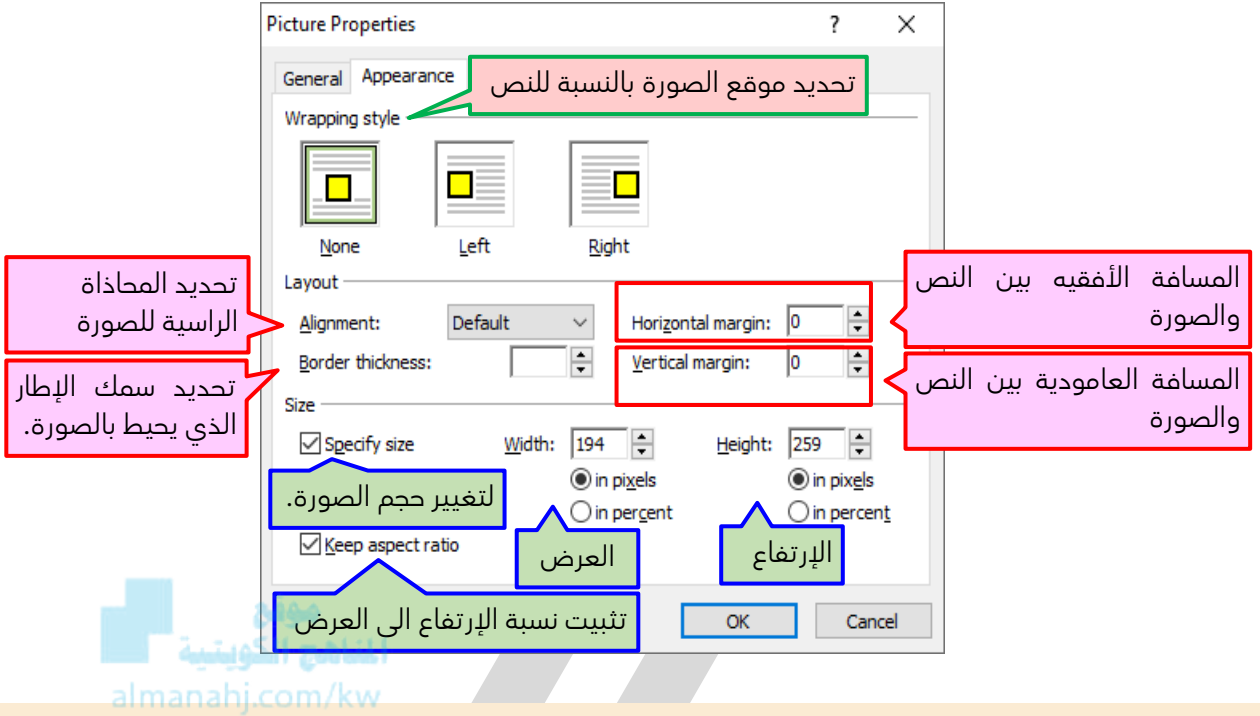 Picture Properties
?
General
Appearance
تحديد موقع الصورة بالنسبة للنص
Wrapping style
None
Left
Right
Layout
تحديد المحاذاة
الراسية للصورة
المسافة الأفقيه بين النص
والصورة
Alignment:
Default
Horizontal margin:
0
Border thickness:
Vertical margin:
0
تحديد سمك الإطار
الذي يحيط بالصورة.
المسافة العامودية بين النص
والصورة
Size
Specify size
Width:
194
Height:
259
in pixels
in pixels
لتغيير حجم الصورة.
in percent
in percent
Keep aspect ratio
العرض
الإرتفاع
تثبيت نسبة الإرتفاع الى العرض
OK
Cancel
موقع
المناهج الكويتية
almanahj.com/kw